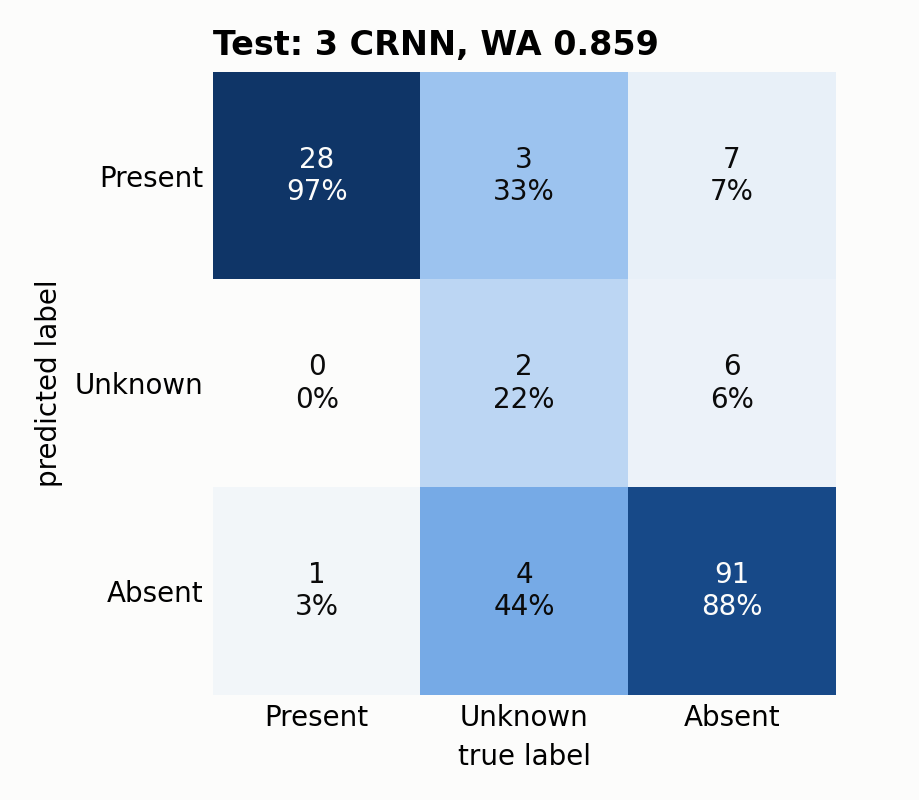 Test: 3 CRNN, WA 0.859
predicted label
Present
28
97%
3
33%
7
7%
Unknown
0
0%
2
22%
6
6%
Absent
1
3%
4
44%
91
88%
Present
Unknown
Absent
true label